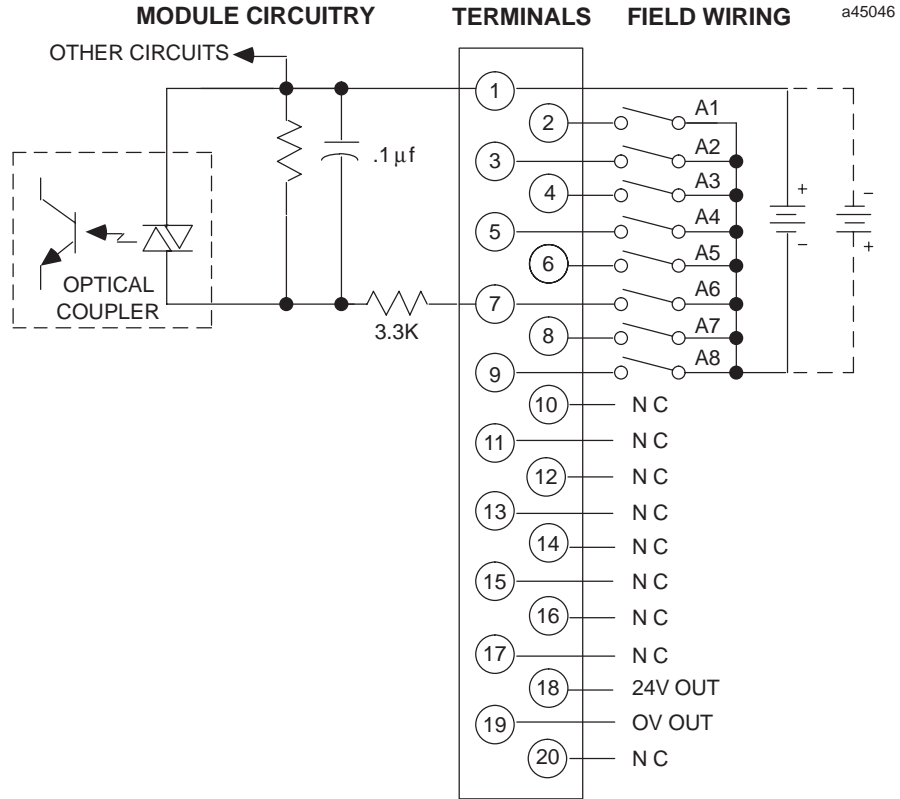 MODULE CIRCUITRY
TERMINALS
FIELD WIRING
a45046
OTHER CIRCUITS
1
2
A1
3
A2
.1 μf
4
A3
5
A4
6
A5
OPTICAL
COUPLER
3.3K
7
A6
8
A7
9
A8
+
−
−
+
10
N C
11
N C
12
N C
13
N C
14
N C
15
N C
16
N C
17
N C
18
24V OUT
19
OV OUT
20
N C